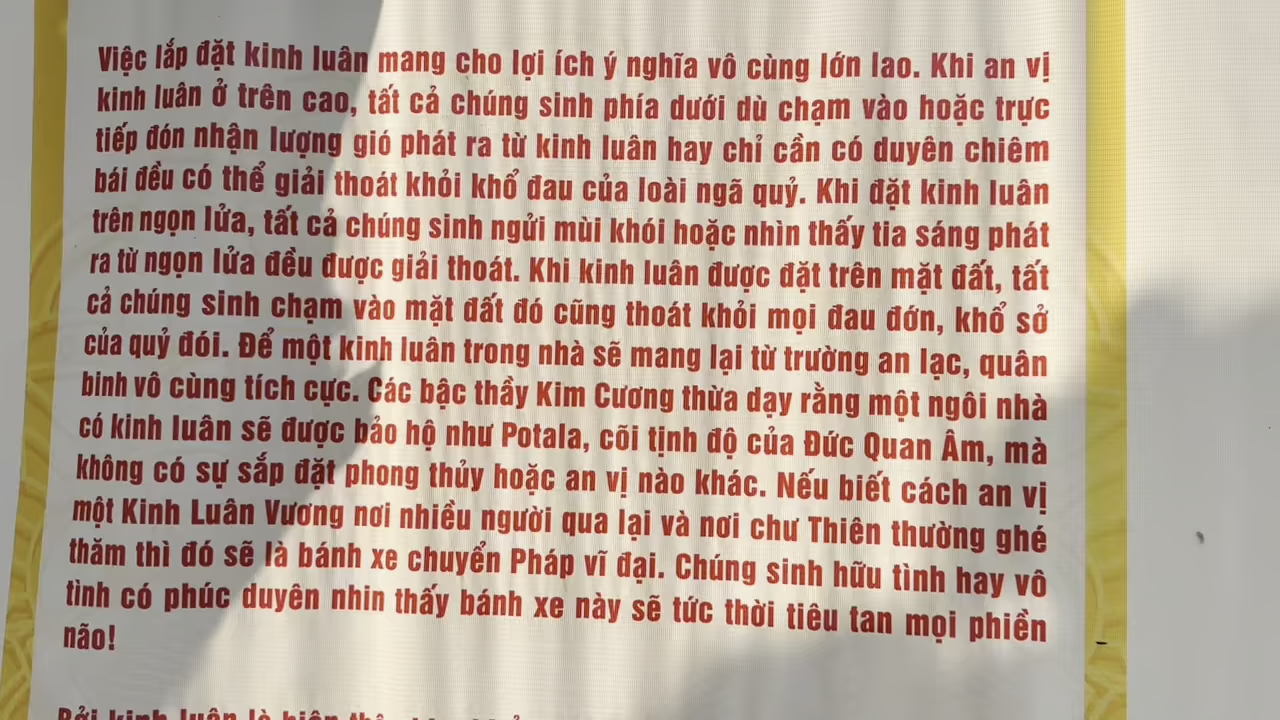 Việc lắp đặt kinh luân mang cho lợi ích ý nghĩa vô cùng lớn lao. Khi an vị
kinh luân ở trên cao, tất cả chúng sinh phía dưới dù chạm vào hoặc trực
tiếp đón nhận lượng gió phát ra từ kinh luân hay chỉ cần có duyên chiêm
bái đều có thể giải thoát khỏi khổ đau của loài ngã quỷ. Khi đặt kinh luân
trên ngọn lửa, tất cả chúng sinh ngửi mùi khói hoặc nhìn thấy tia sáng phát
ra từ ngọn lửa đều được giải thoát. Khi kinh luân được đặt trên mặt đất, tất
cả chúng sinh chạm vào mặt đất đó cũng thoát khỏi mọi đau đớn, khổ sở
của quỷ đói. Để một kinh luân trong nhà sẽ mang lại từ trường an lạc, quân
bình vô cùng tích cực. Các bậc thầy Kim Cương thừa dạy rằng một ngôi nhà
có kinh luân sẽ được bảo hộ như Potala, cõi tịnh độ của Đức Quan Âm, mà
không có sự sắp đặt phong thủy hoặc an vị nào khác. Nếu biết cách an vị
một Kinh Luân Vương nơi nhiều người qua lại và nơi chư Thiên thường ghé
thăm thì đó sẽ là bánh xe chuyển Pháp vĩ đại. Chúng sinh hữu tình hay vô
tình có phúc duyên nhìn thấy bánh xe này sẽ tức thời tiêu tan mọi phiền
não!
Bởi kinh luân là hiện